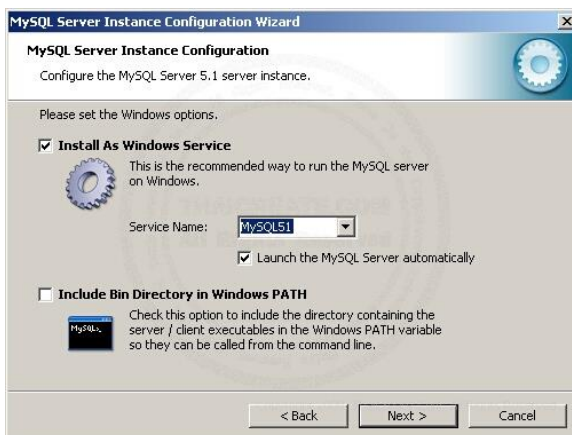 MySQL Server Instance Configuration Wizard
MySQL Server Instance Configuration
Configure the MySQL Server 5.1 server instance.
Please set the Windows options.
Install As Windows Service
This is the recommended way to run the MySQL server
on Windows.
Service Name: MySQL51
Launch the MySQL Server automatically
Include Bin Directory in Windows PATH
Check this option to include the directory containing the
server / client executables in the Windows PATH variable
so they can be called from the command line.
< Back Next > Cancel